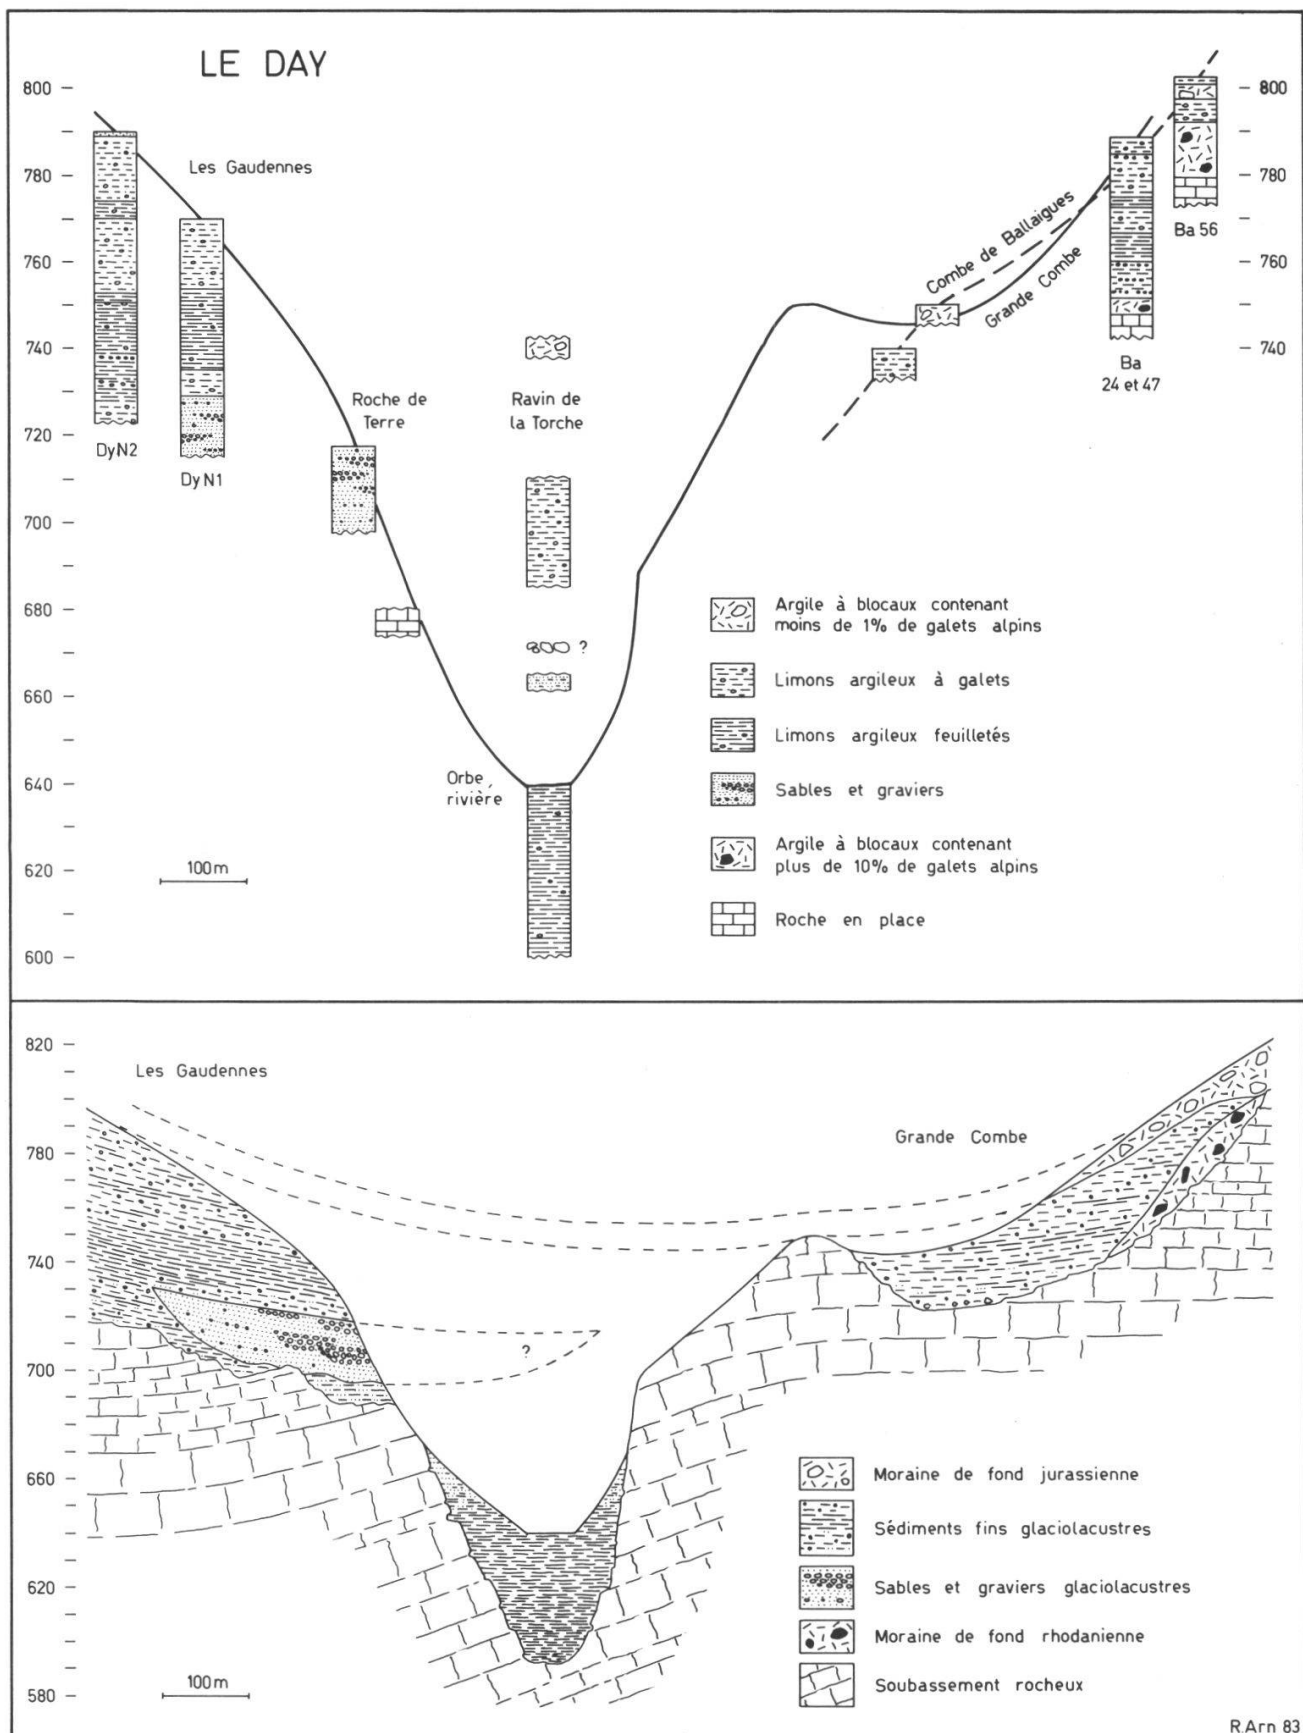 LE DAY
800
780
760
740
720
700
680
660
640
620
600
800
780
760
740
Les Gaudennes
DyN2
DyN1
Roche de
Terre
Ravin de
la Torche
?
Orbe,
rivière
100m
Combe de Ballaigues
Grande Combe
Ba 56
Ba
24 et 47
Argile à blocaux contenant
moins de 1% de galets alpins
Limons argileux à galets
Limons argileux feuilletés
Sables et graviers
Argile à blocaux contenant
plus de 10% de galets alpins
Roche en place
820
780
740
700
660
620
580
Les Gaudennes
Grande Combe
?
100m
Moraine de fond jurassienne
Sédiments fins glaciolacustres
Sables et graviers glaciolacustres
Moraine de fond rhodanienne
Soubassement rocheux
R.Arn 83